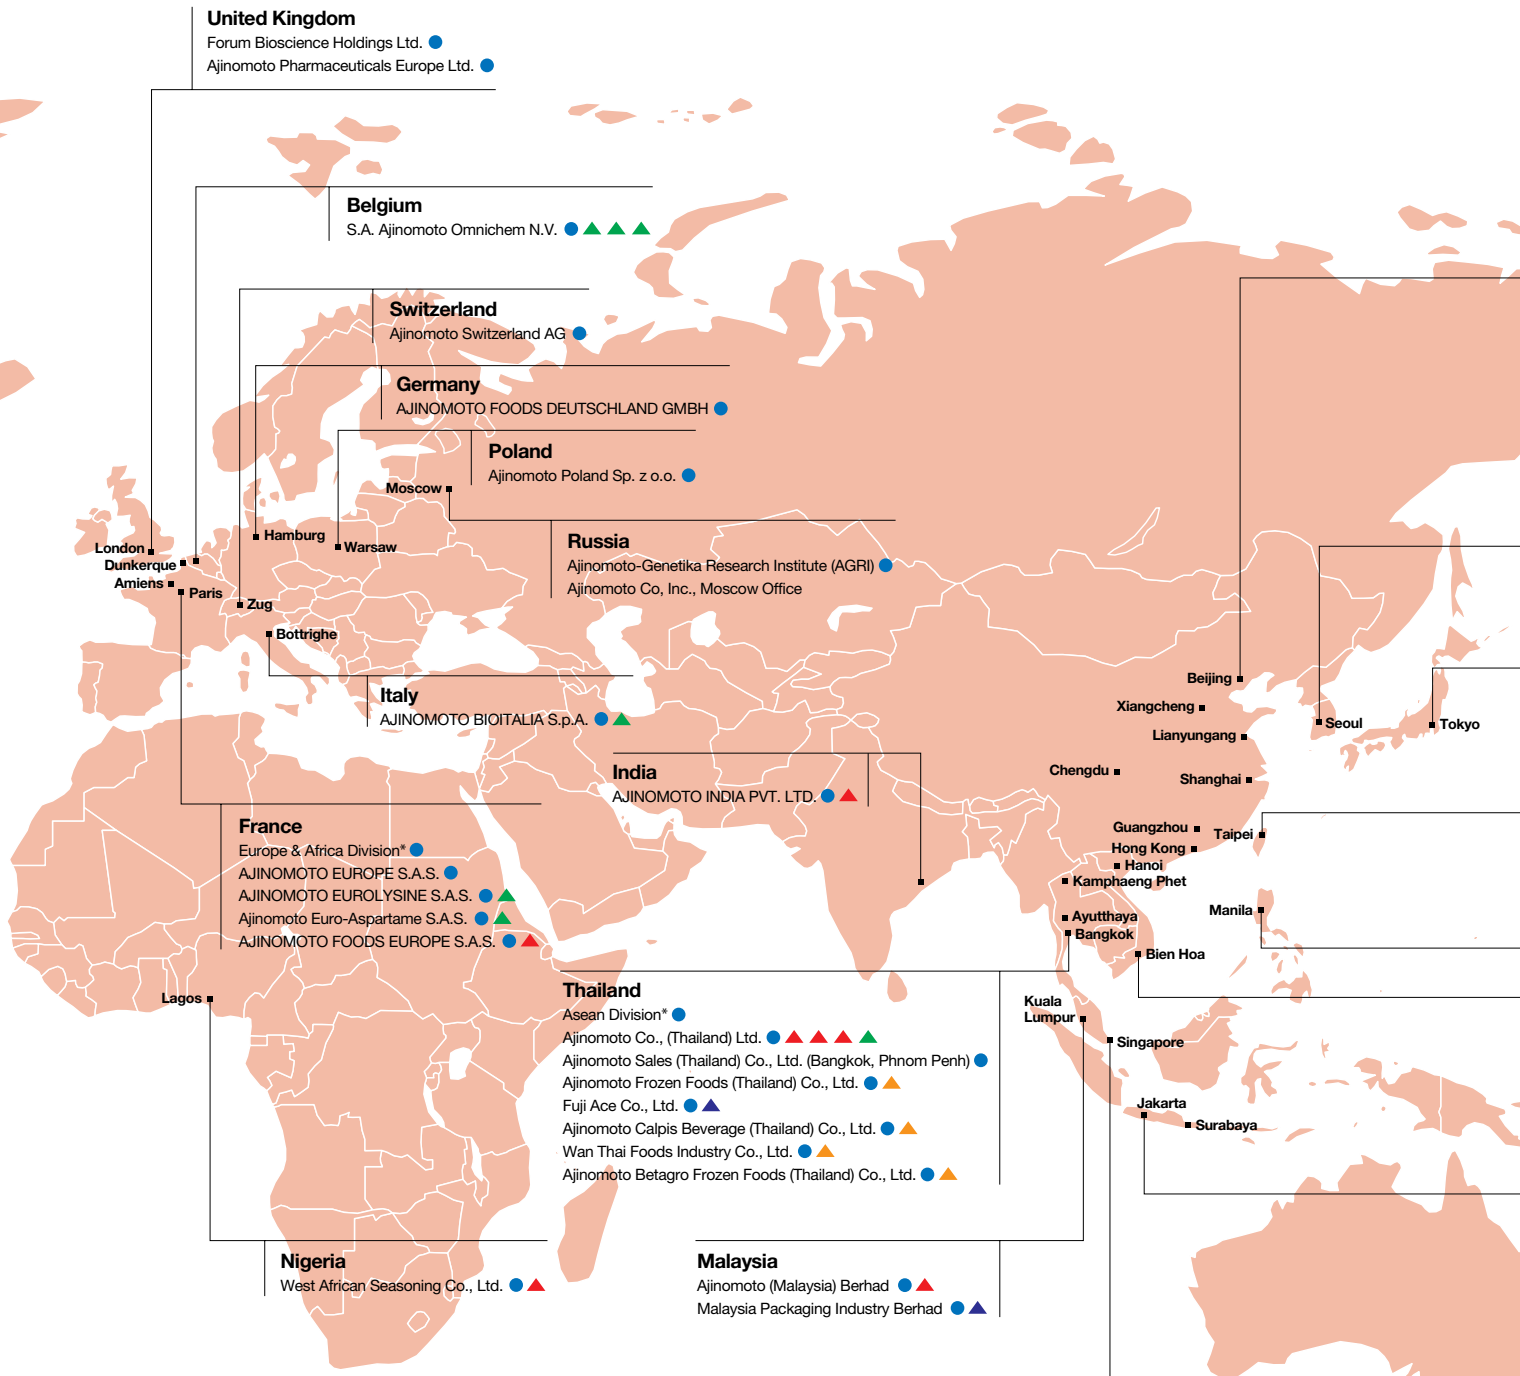 United Kingdom
Forum Bioscience Holdings Ltd.
Ajinomoto Pharmaceuticals Europe Ltd.
Belgium
S.A. Ajinomoto Omnichem N.V.
Switzerland
Ajinomoto Switzerland AG
Germany
AJINOMOTO FOODS DEUTSCHLAND GMBH
Poland
Ajinomoto Poland Sp. z o.o.
Moscow
Russia
Ajinomoto-Genetika Research Institute (AGRI)
Ajinomoto Co, Inc., Moscow Office
Hamburg
Warsaw
London
Dunkerque
Amiens
Paris
Zug
Bottrighe
Italy
AJINOMOTO BIOITALIA S.p.A.
India
AJINOMOTO INDIA PVT. LTD.
France
Europe & Africa Division*
AJINOMOTO EUROPE S.A.S.
AJINOMOTO EUROLYSINE S.A.S.
Ajinomoto Euro-Aspartame S.A.S.
AJINOMOTO FOODS EUROPE S.A.S.
Beijing
Xiangcheng
Lianyungang
Chengdu
Shanghai
Seoul
Tokyo
Guangzhou
Taipei
Hong Kong
Hanoi
Kamphaeng Phet
Ayutthaya
Bangkok
Manila
Bien Hoa
Lagos
Thailand
Asean Division*
Ajinomoto Co., (Thailand) Ltd.
Ajinomoto Sales (Thailand) Co., Ltd. (Bangkok, Phnom Penh)
Ajinomoto Frozen Foods (Thailand) Co., Ltd.
Fuji Ace Co., Ltd.
Ajinomoto Calpis Beverage (Thailand) Co., Ltd.
Wan Thai Foods Industry Co., Ltd.
Ajinomoto Betagro Frozen Foods (Thailand) Co., Ltd.
Kuala
Lumpur
Singapore
Jakarta
Surabaya
Nigeria
West African Seasoning Co., Ltd.
Malaysia
Ajinomoto (Malaysia) Berhad
Malaysia Packaging Industry Berhad